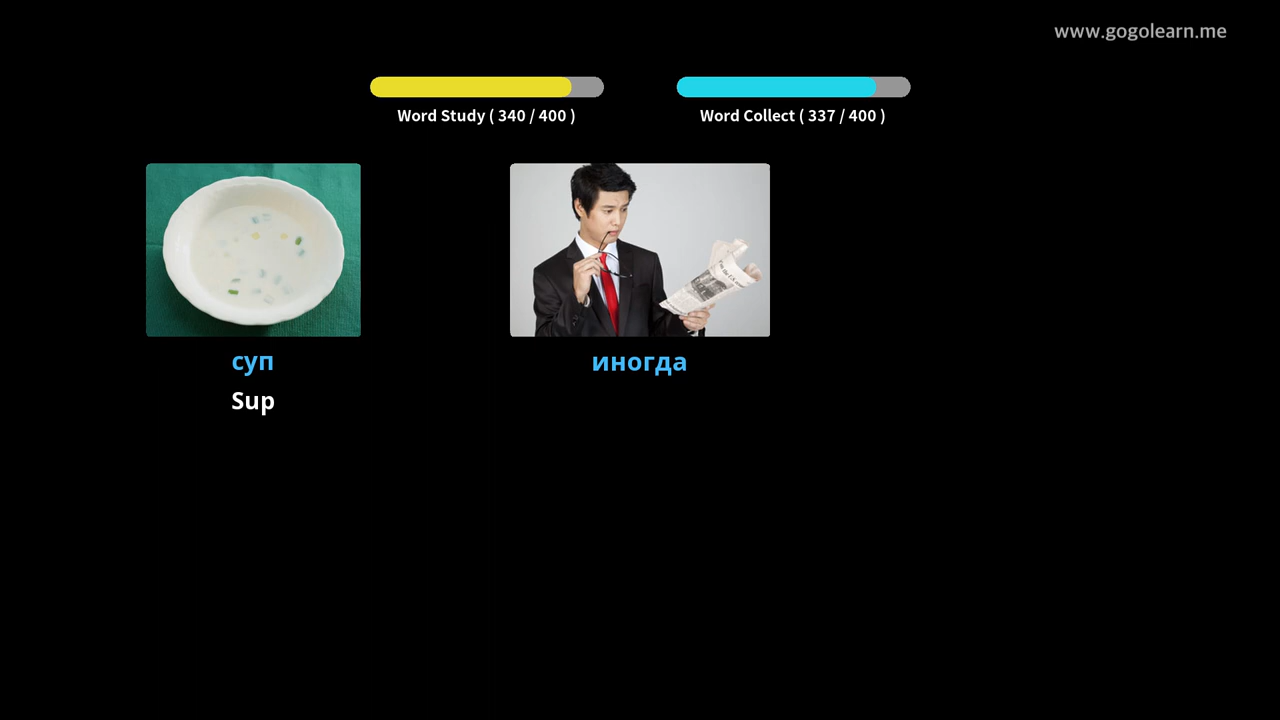 www.gogolearn.me
Word Study ( 340 / 400 )
Word Collect ( 337 / 400 )
суп
иногда
Sup